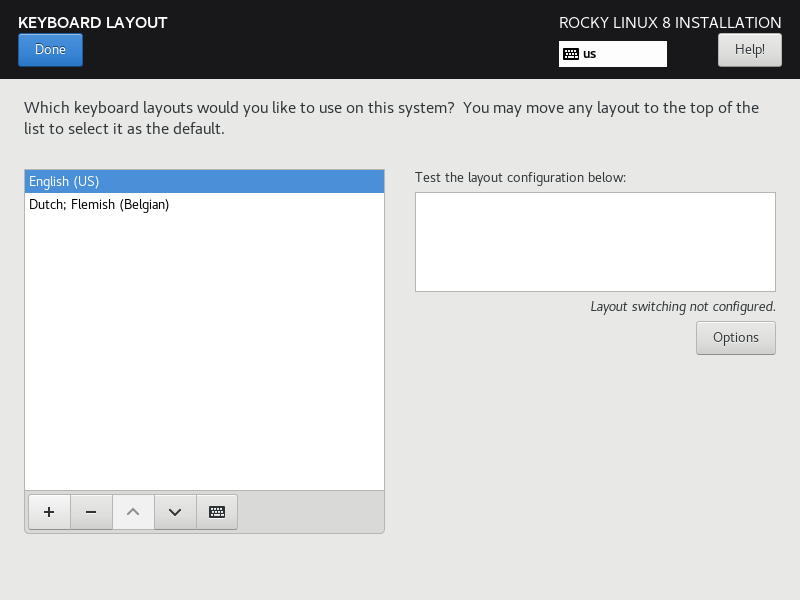 KEYBOARD LAYOUT
ROCKY LINUX 8 INSTALLATION
Done
us
Help!
Which keyboard layouts would you like to use on this system?  You may move any layout to the top of the
list to select it as the default.
English (US)
Dutch; Flemish (Belgian)
Test the layout configuration below:
Layout switching not configured.
Options